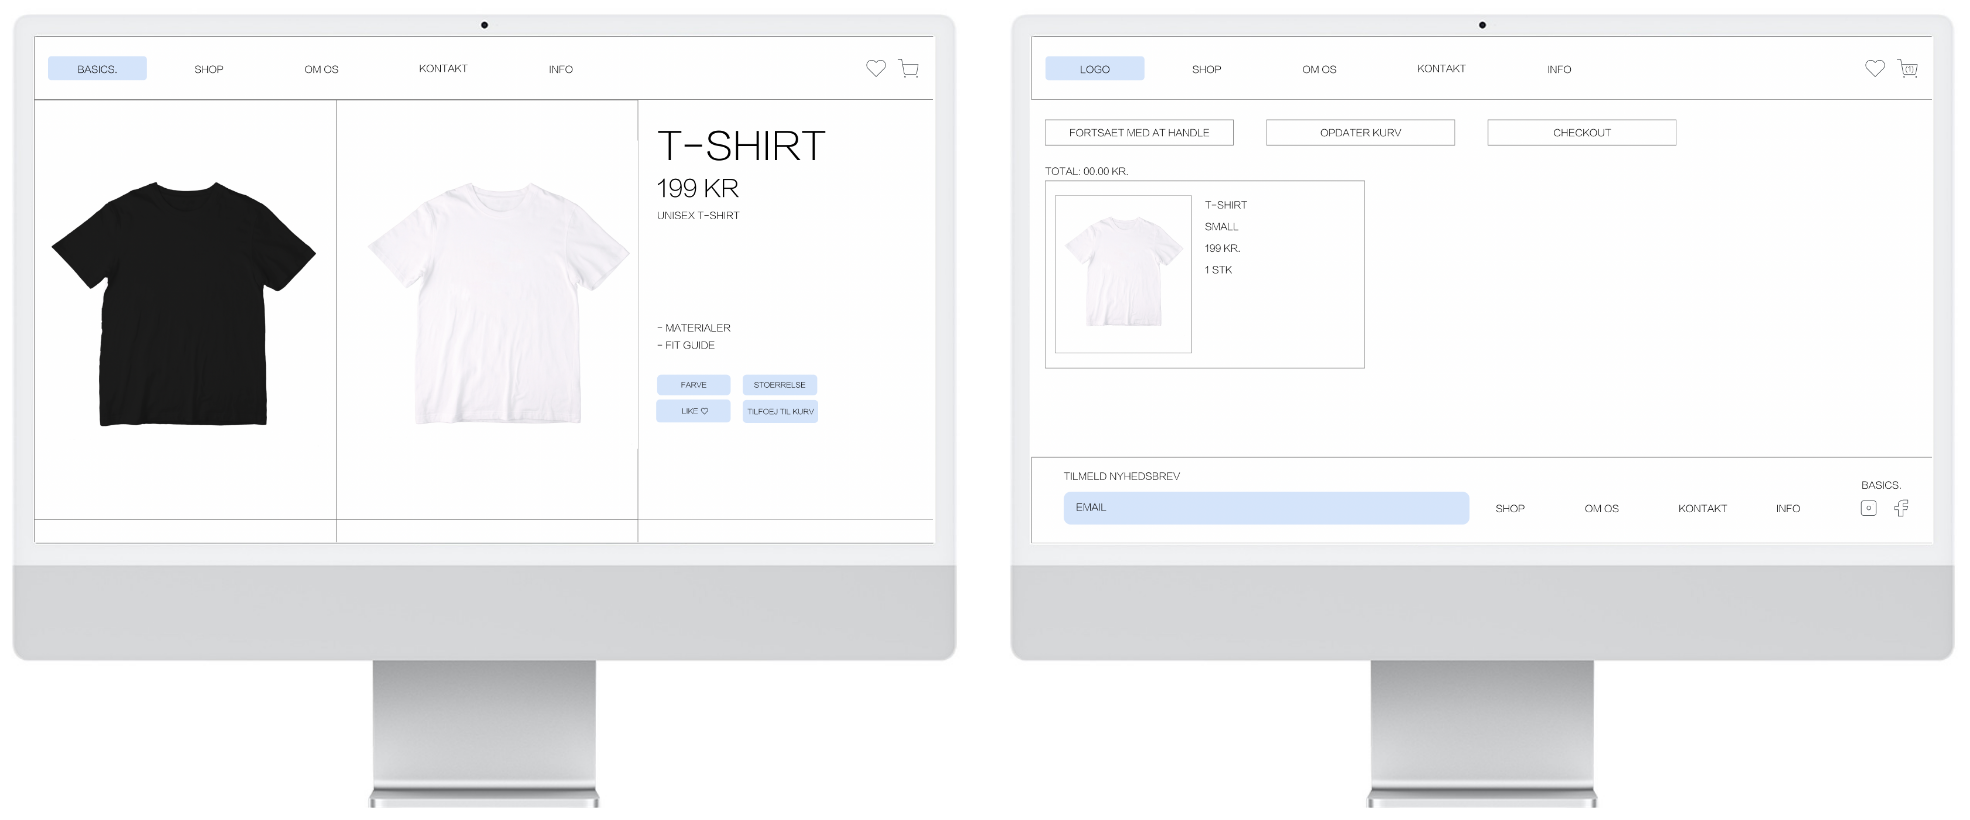 BASICS. SHOP OM OS KONTAKT INFO
T-SHIRT
199 KR
UNISEX T-SHIRT
- MATERIALER
- FIT GUIDE
FARVE STOERRELSE
LIKE TILFOEJ TIL KURV
LOGO SHOP OM OS KONTAKT INFO
(1)
FORTSAET MED AT HANDLE OPDATER KURV CHECKOUT
TOTAL: 00.00 KR.
T-SHIRT
SMALL
199 KR.
1 STK
TILMELD NYHEDSBREV
EMAIL
SHOP OM OS KONTAKT INFO
BASICS.